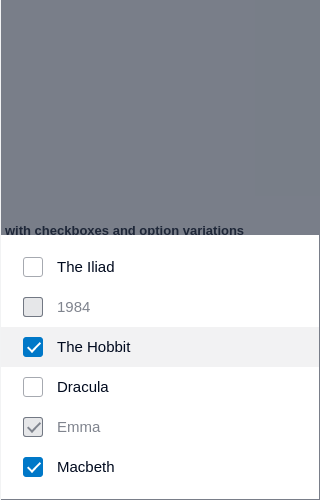 with checkboxes and option variations
The Iliad
1984
The Hobbit
Dracula
Emma
Macbeth